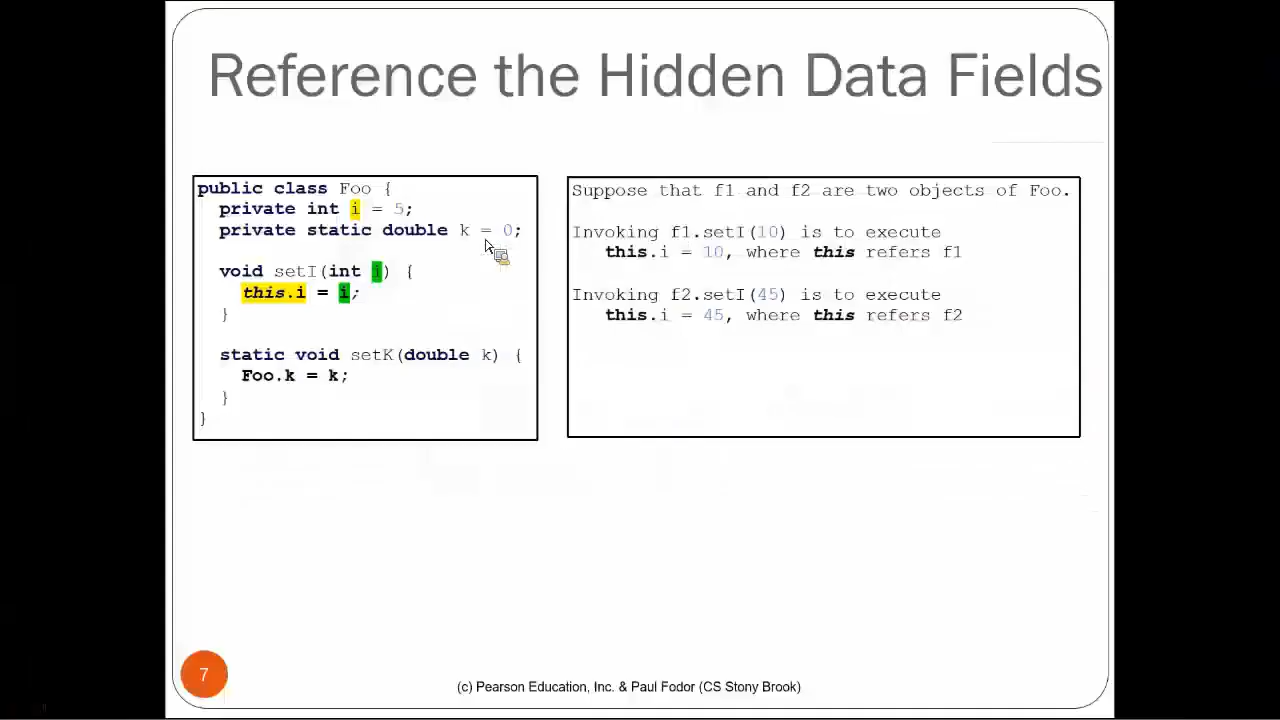 Reference the Hidden Data Fields
public class Foo {
private int i = 5;
private static double k = 0;
void setI(int i) {
this.i = i;
}
static void setK(double k) {
Foo.k = k;
}
}
Suppose that f1 and f2 are two objects of Foo.
Invoking f1.setI(10) is to execute
this.i = 10, where this refers f1
Invoking f2.setI(45) is to execute
this.i = 45, where this refers f2
7
(c) Pearson Education, Inc. & Paul Fodor (CS Stony Brook)